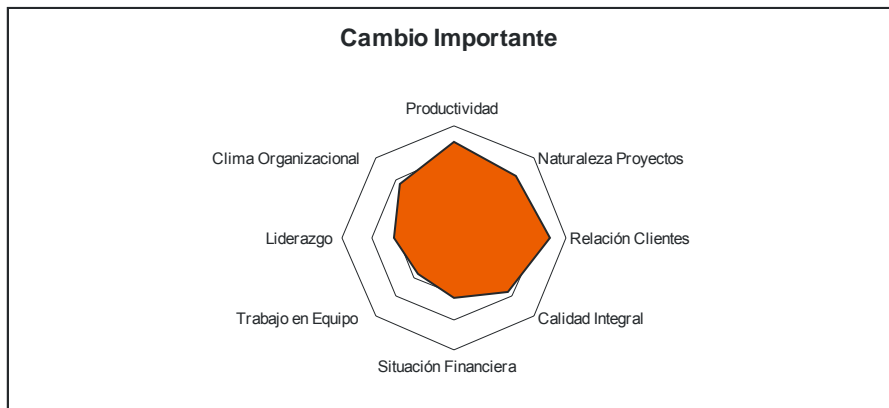 Cambio Importante
Productividad
Naturaleza Proyectos
Relación Clientes
Calidad Integral
Situación Financiera
Trabajo en Equipo
Liderazgo
Clima Organizacional